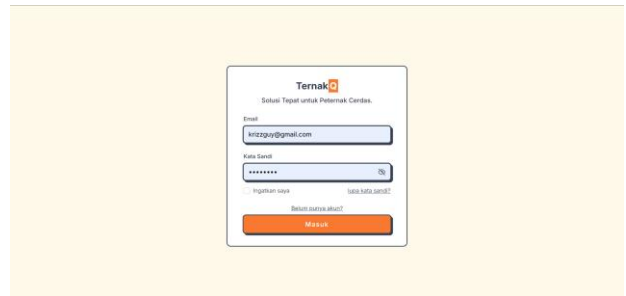 TernakQ
Solusi Tepat untuk Peternak Cerdas.
Email
krizzguy@gmail.com
Kata Sandi
••••••••
Ingatkan saya lupa kata sandi?
Belum punya akun?
Masuk